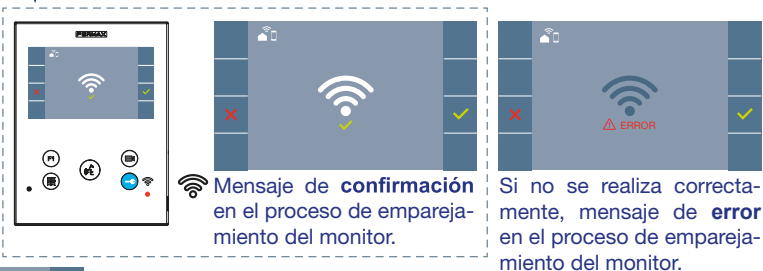 FERMAX
F1
ERROR
Mensaje de confirmación
en el proceso de empareja-
miento del monitor.
Si no se realiza correcta-
mente, mensaje de error
en el proceso de empareja-
miento del monitor.